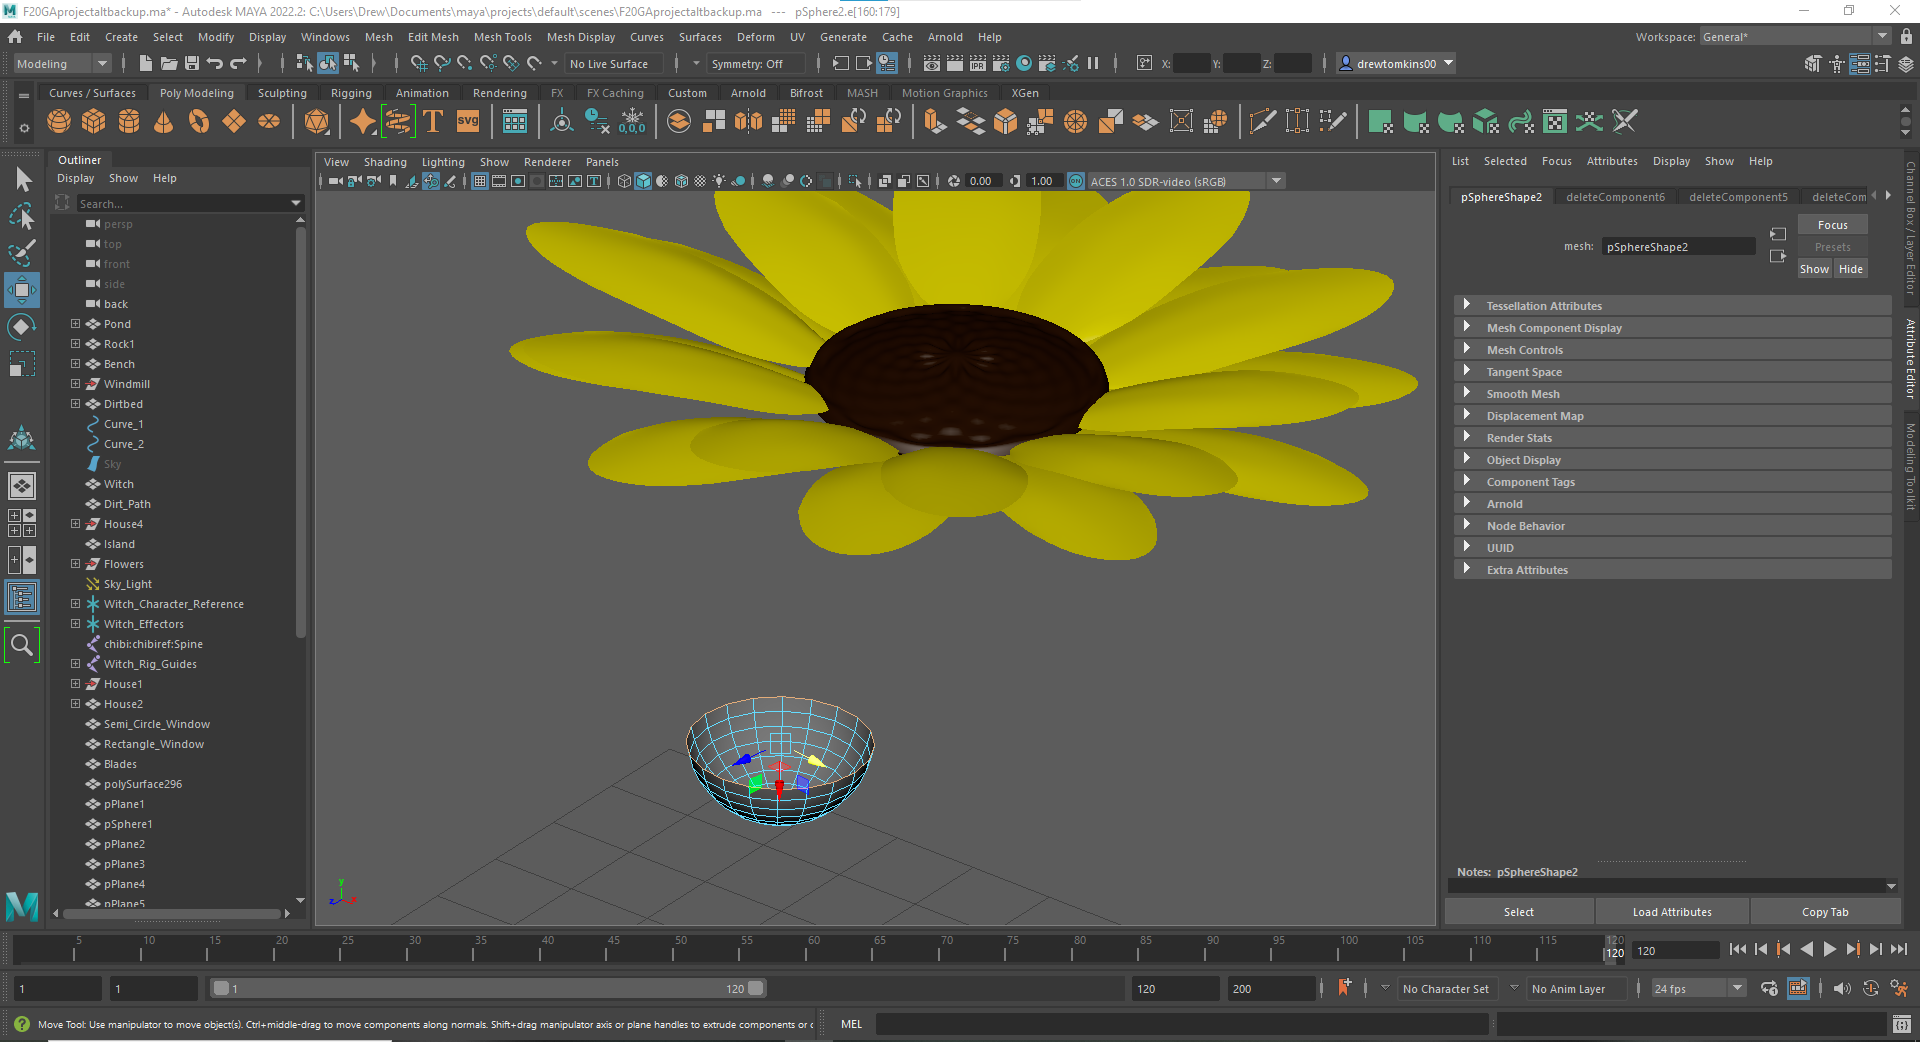 F20GAprojectaltbackup.ma* - Autodesk MAYA 2022.2: C:\Users\Drew\Documents\maya\projects\default\scenes\F20GAprojectaltbackup.ma   ---   pSphere2.e[160:179]
File Edit Create Select Modify Display Windows Mesh Edit Mesh Mesh Tools Mesh Display Curves Surfaces Deform UV Generate Cache Arnold Help Workspace: General*
Modeling No Live Surface Symmetry: Off IPR X: Y: Z: drewtomkins00
Curves / Surfaces Poly Modeling Sculpting Rigging Animation Rendering FX FX Caching Custom Arnold Bifrost MASH Motion Graphics XGen
T svg 0,0,0
Outliner
Display Show Help
Search...
persp
top
front
side
back
Pond
Rock1
Bench
Windmill
Dirtbed
Curve_1
Curve_2
Sky
Witch
Dirt_Path
House4
Island
Flowers
Sky_Light
Witch_Character_Reference
Witch_Effectors
chibi:chibiref:Spine
Witch_Rig_Guides
House1
House2
Semi_Circle_Window
Rectangle_Window
Blades
polySurface296
pPlane1
pSphere1
pPlane2
pPlane3
pPlane4
pPlane5
View Shading Lighting Show Renderer Panels
0.00 1.00 ON ACES 1.0 SDR-video (sRGB)
y
z x
List Selected Focus Attributes Display Show Help
pSphereShape2 deleteComponent6 deleteComponent5 deleteCom
Focus
mesh: pSphereShape2
Presets
Show Hide
Tessellation Attributes
Mesh Component Display
Mesh Controls
Tangent Space
Smooth Mesh
Displacement Map
Render Stats
Object Display
Component Tags
Arnold
Node Behavior
UUID
Extra Attributes
Notes: pSphereShape2
Select Load Attributes Copy Tab
Channel Box / Layer Editor
Attribute Editor
Modeling Toolkit
5 10 15 20 25 30 35 40 45 50 55 60 65 70 75 80 85 90 95 100 105 110 115 120
120 120
1 1 1 120 120 200 No Character Set No Anim Layer 24 fps
Move Tool: Use manipulator to move object(s). Ctrl+middle-drag to move components along normals. Shift+drag manipulator axis or plane handles to extrude components or c MEL